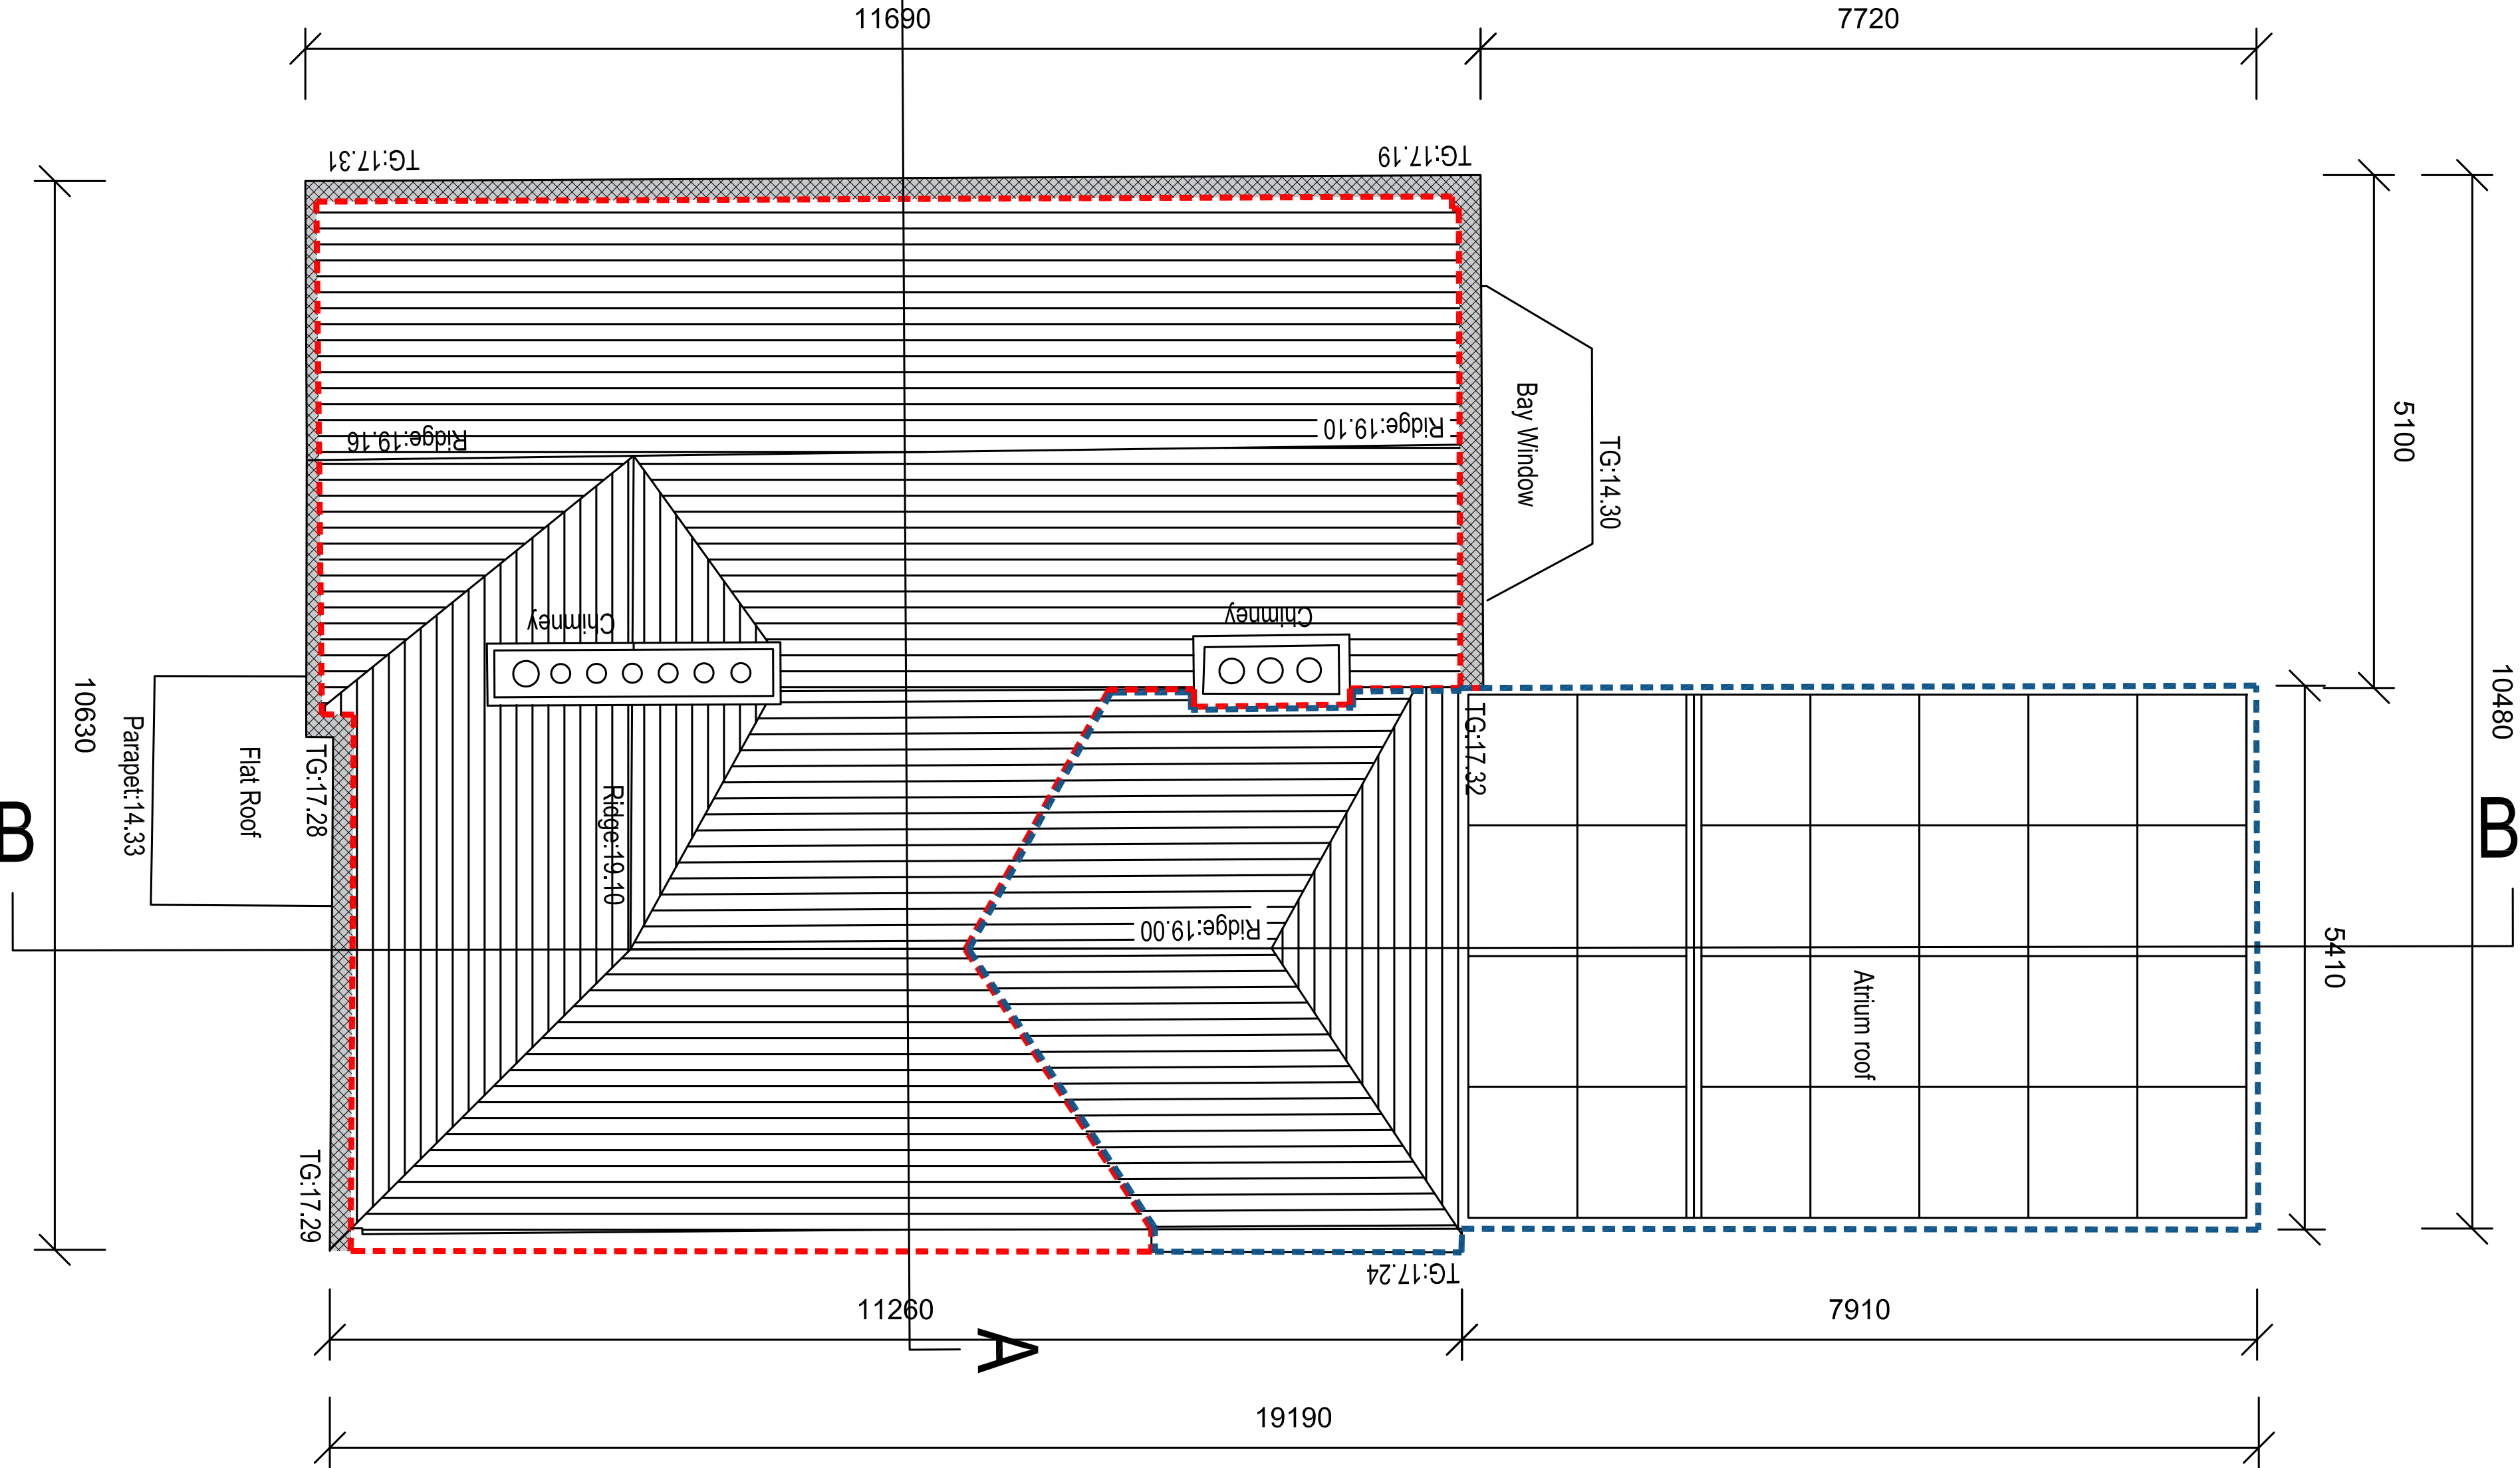 11690
7720
TG:17.31
TG:17.19
Ridge:19.16
Ridge:19.10
Bay Window
TG:14.30
5100
Chimney
Chimney
10630
Parapet:14.33
Flat Roof
TG:17.28
Ridge:19.10
TG:17.32
10480
B
B
Ridge:19.00
Atrium roof
5410
TG:17.29
TG:17.24
11260
7910
A
19190